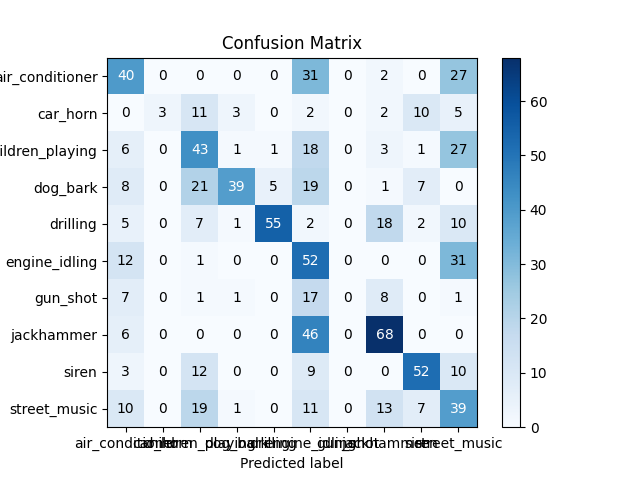 Confusion Matrix
air_conditioner 40 0 0 0 0 31 0 2 0 27
car_horn 0 3 11 3 0 2 0 2 10 5
ildren_playing 6 0 43 1 1 18 0 3 1 27
dog_bark 8 0 21 39 5 19 0 1 7 0
drilling 5 0 7 1 55 2 0 18 2 10
engine_idling 12 0 1 0 0 52 0 0 0 31
gun_shot 7 0 1 1 0 17 0 8 0 1
jackhammer 6 0 0 0 0 46 0 68 0 0
siren 3 0 12 0 0 9 0 0 52 10
street_music 10 0 19 1 0 11 0 13 7 39
60
50
40
30
20
10
0
street_music
Predicted label